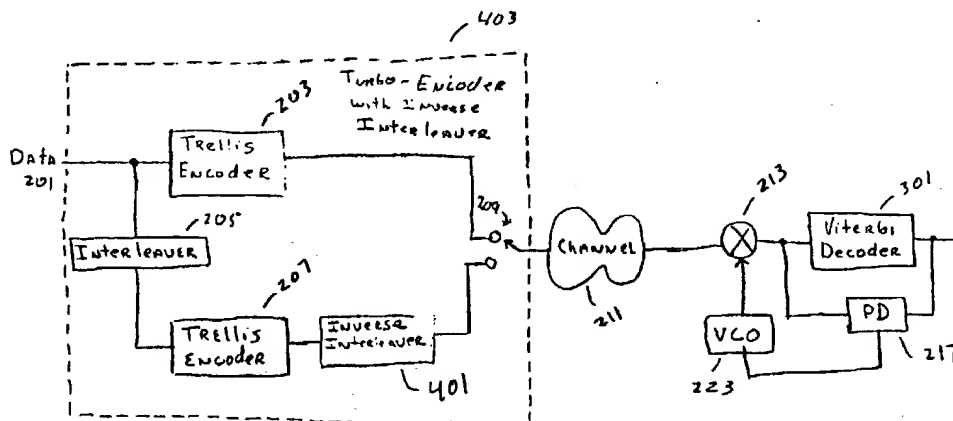 403
Turbo-Encoder
with Inverse
Interleaver
203
Trellis
Encoder
Data
201
205
Interleaver
209
207
Trellis
Encoder
Inverse
Interleaver
401
Channel
211
213
301
Viterbi
Decoder
PD
217
VCO
223